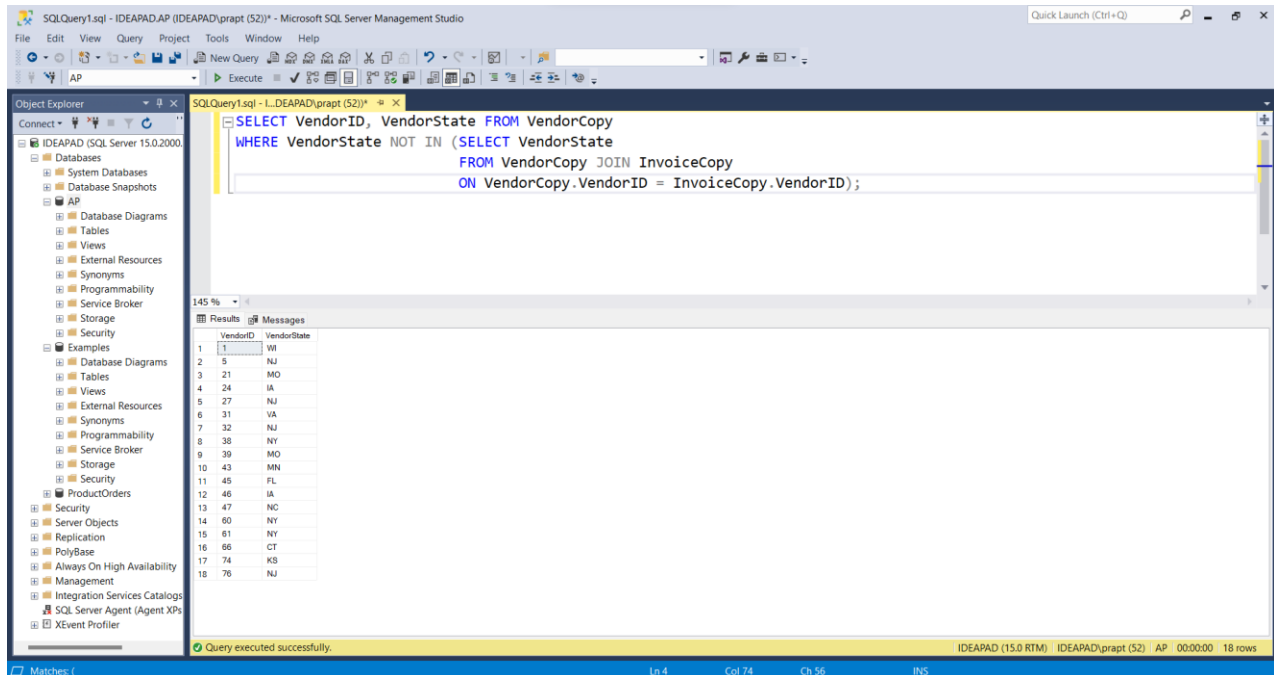 SQLQuery1.sql - IDEAPAD.AP (IDEAPAD\prapt (52))* - Microsoft SQL Server Management Studio
Quick Launch (Ctrl+Q)
File Edit View Query Project Tools Window Help
New Query
AP
Execute
Object Explorer
SQLQuery1.sql - I...DEAPAD\prapt (52))*
Connect
IDEAPAD (SQL Server 15.0.2000.
Databases
System Databases
Database Snapshots
AP
Database Diagrams
Tables
Views
External Resources
Synonyms
Programmability
Service Broker
Storage
Security
Examples
Database Diagrams
Tables
Views
External Resources
Synonyms
Programmability
Service Broker
Storage
Security
ProductOrders
Security
Server Objects
Replication
PolyBase
Always On High Availability
Management
Integration Services Catalogs
SQL Server Agent (Agent XPs
XEvent Profiler
SELECT VendorID, VendorState FROM VendorCopy
WHERE VendorState NOT IN (SELECT VendorState
FROM VendorCopy JOIN InvoiceCopy
ON VendorCopy.VendorID = InvoiceCopy.VendorID);
145 %
Results Messages
VendorID VendorState
1 1 WI
2 5 NJ
3 21 MO
4 24 IA
5 27 NJ
6 31 VA
7 32 NJ
8 38 NY
9 39 MO
10 43 MN
11 45 FL
12 46 IA
13 47 NC
14 60 NY
15 61 NY
16 66 CT
17 74 KS
18 76 NJ
Query executed successfully.
IDEAPAD (15.0 RTM) IDEAPAD\prapt (52) AP 00:00:00 18 rows
Matches: (
Ln 4 Col 74 Ch 56 INS